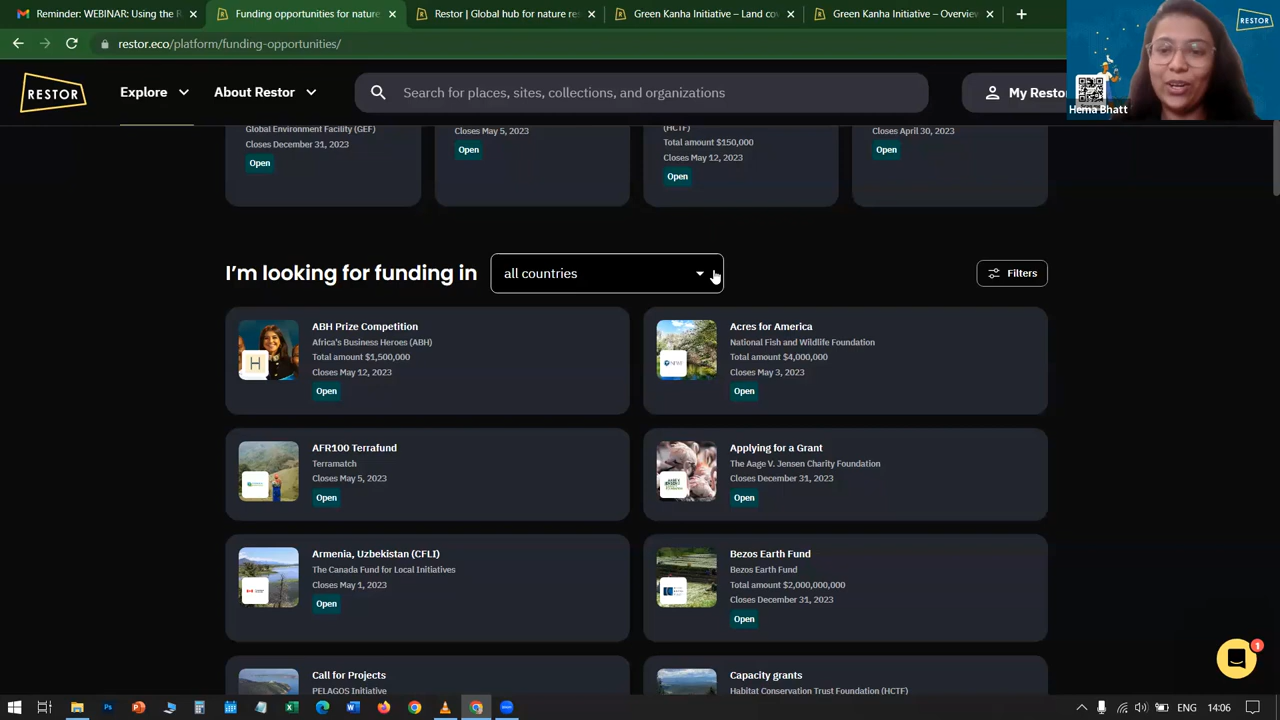 Reminder: WEBINAR: Using the R
Funding opportunities for nature
Restor | Global hub for nature res
Green Kanha Initiative – Land co
Green Kanha Initiative – Overview
restor.eco/platform/funding-opportunities/
RESTOR
Hema Bhatt
RESTOR
Explore
About Restor
Search for places, sites, collections, and organizations
My Restor
Global Environment Facility (GEF)
Closes December 31, 2023
Open
Closes May 5, 2023
Open
(HCTF)
Total amount $150,000
Closes May 12, 2023
Open
Closes April 30, 2023
Open
I'm looking for funding in
all countries
Filters
ABH Prize Competition
Africa's Business Heroes (ABH)
Total amount $1,500,000
Closes May 12, 2023
Open
Acres for America
National Fish and Wildlife Foundation
Total amount $4,000,000
Closes May 3, 2023
Open
AFR100 Terrafund
Terramatch
Closes May 5, 2023
Open
Applying for a Grant
The Aage V. Jensen Charity Foundation
Closes December 31, 2023
Open
Armenia, Uzbekistan (CFLI)
The Canada Fund for Local Initiatives
Closes May 1, 2023
Open
Bezos Earth Fund
Bezos Earth Fund
Total amount $2,000,000,000
Closes December 31, 2023
Open
Call for Projects
PELAGOS Initiative
Capacity grants
Habitat Conservation Trust Foundation (HCTF)
1
ENG
14:06